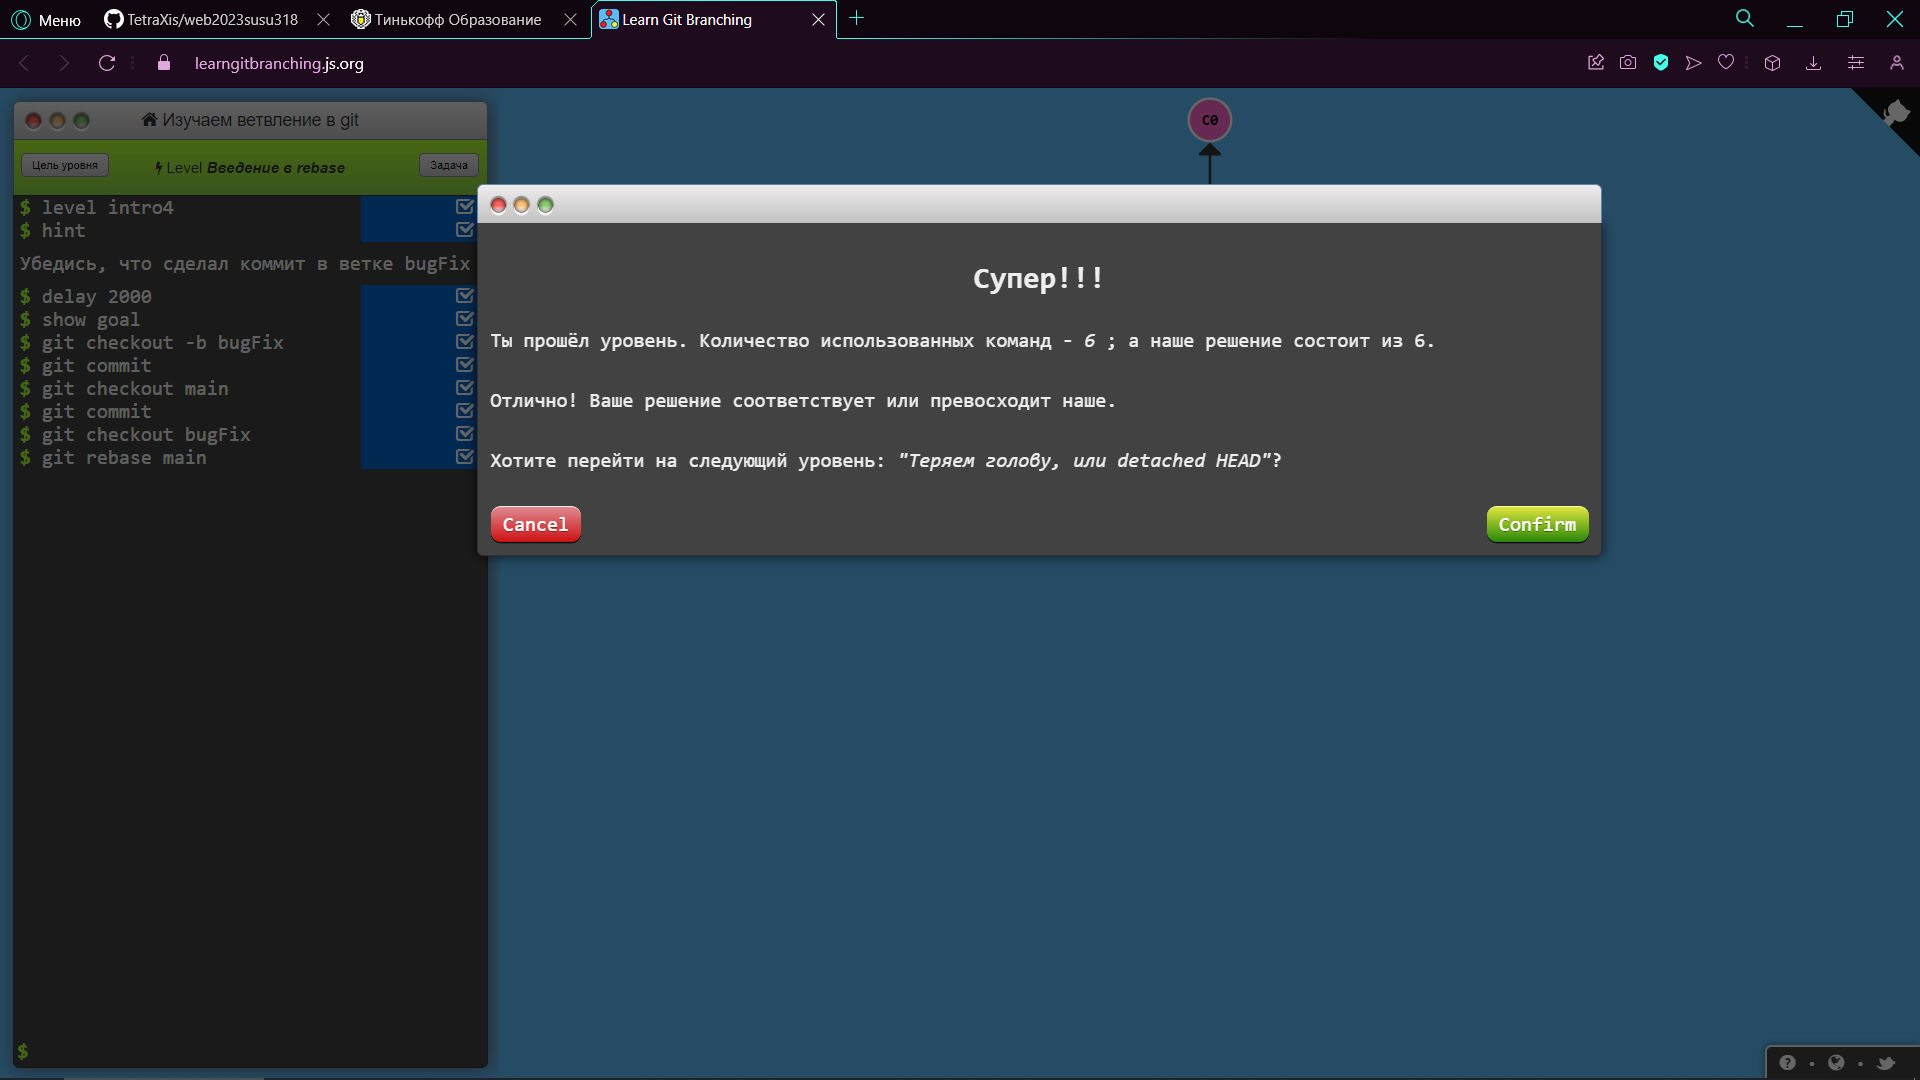 Меню
TetraXis/web2023susu318
Тинькофф Образование
Learn Git Branching
learngitbranching.js.org
Изучаем ветвление в git
Цель уровня
Level Введение в rebase
Задача
$ level intro4
$ hint
Убедись, что сделал коммит в ветке bugFix
$ delay 2000
$ show goal
$ git checkout -b bugFix
$ git commit
$ git checkout main
$ git commit
$ git checkout bugFix
$ git rebase main
$
C0
Супер!!!
Ты прошёл уровень. Количество использованных команд - 6 ; а наше решение состоит из 6.
Отлично! Ваше решение соответствует или превосходит наше.
Хотите перейти на следующий уровень: "Теряем голову, или detached HEAD"?
Cancel
Confirm